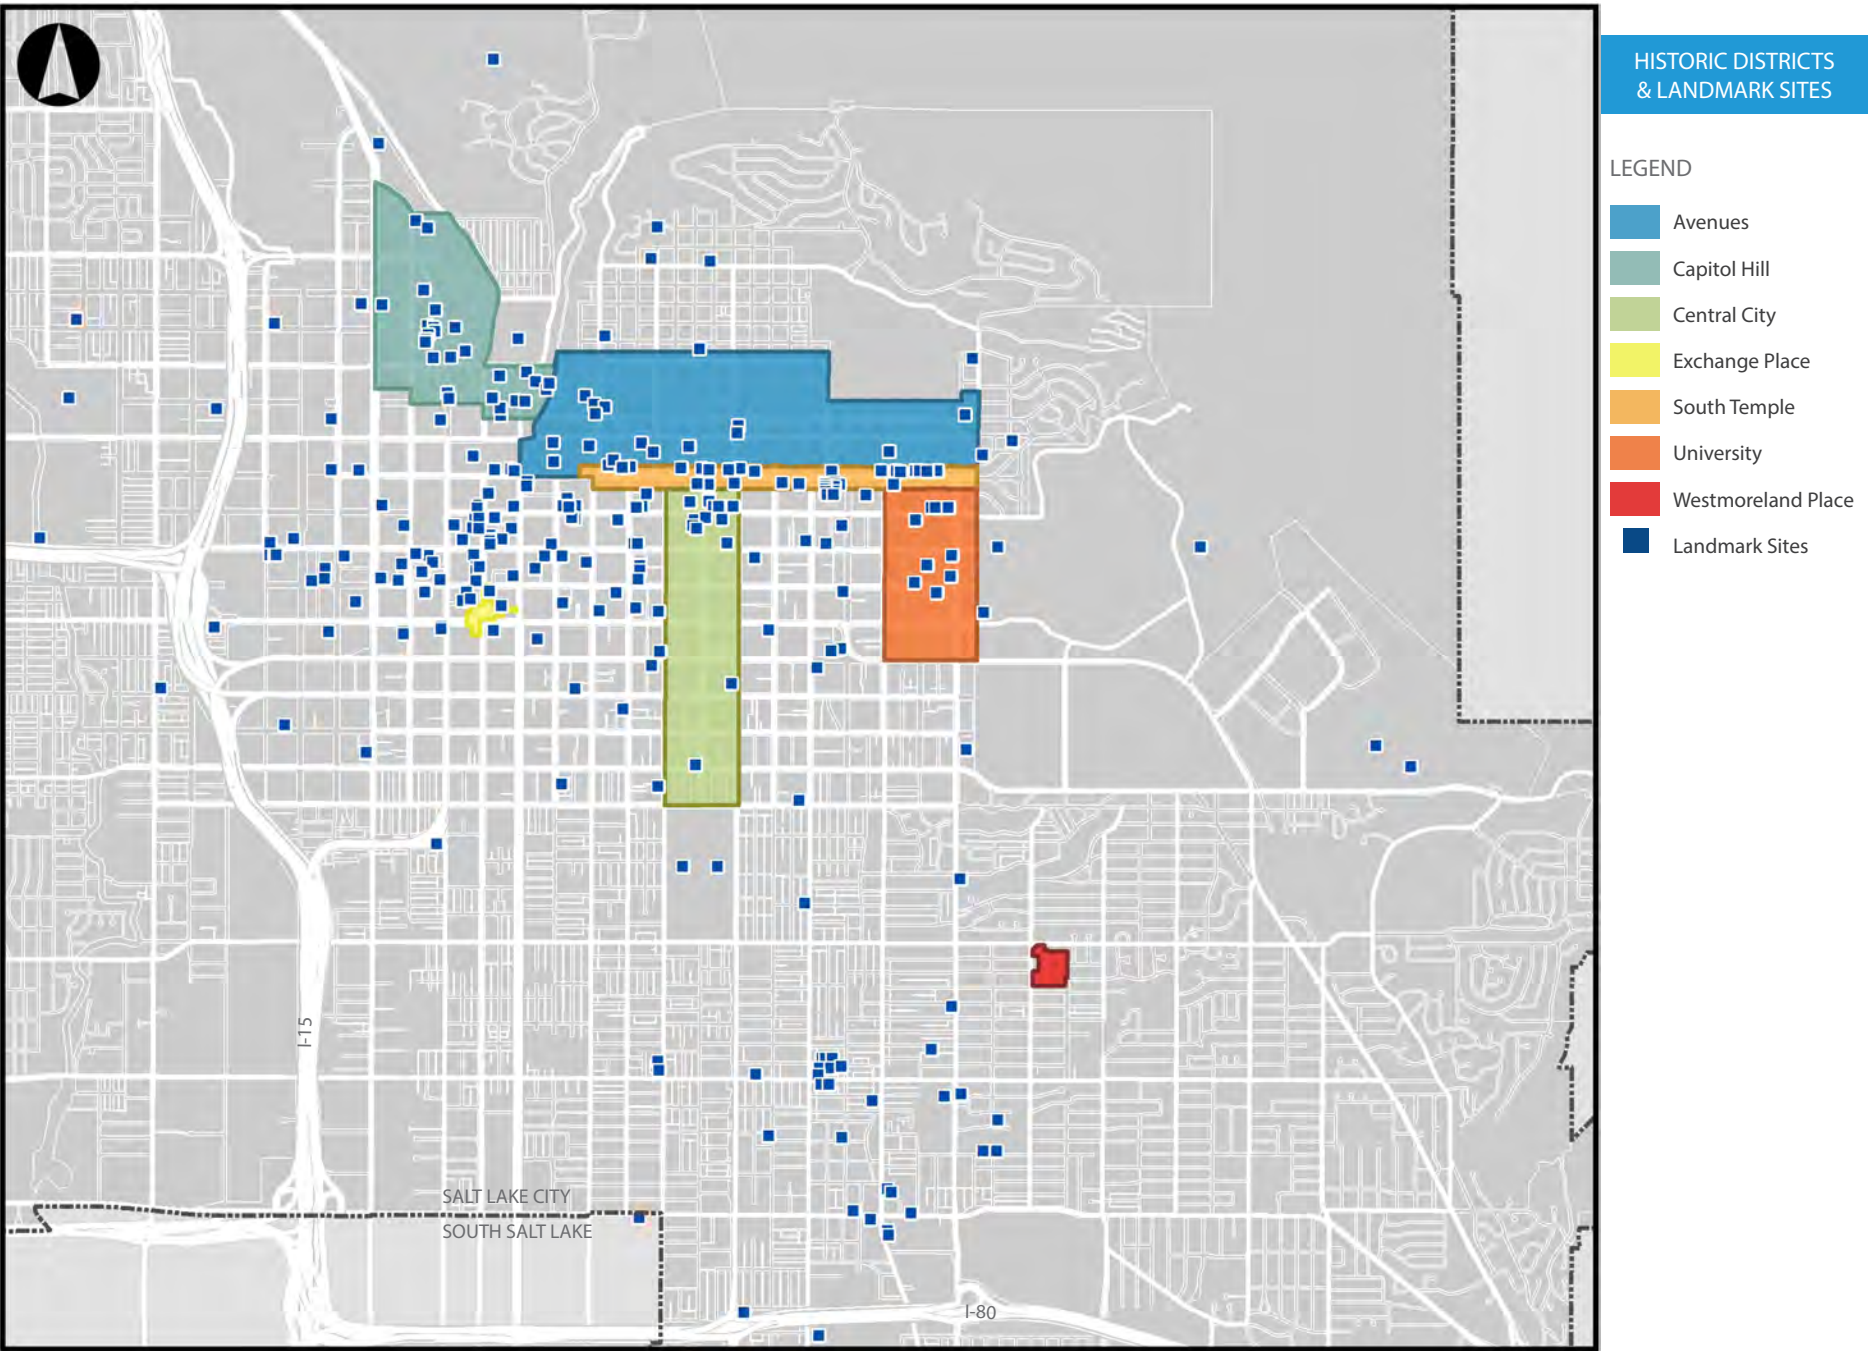 HISTORIC DISTRICTS
& LANDMARK SITES
LEGEND
Avenues
Capitol Hill
Central City
Exchange Place
South Temple
University
Westmoreland Place
Landmark Sites
I-15
SALT LAKE CITY
SOUTH SALT LAKE
I-80